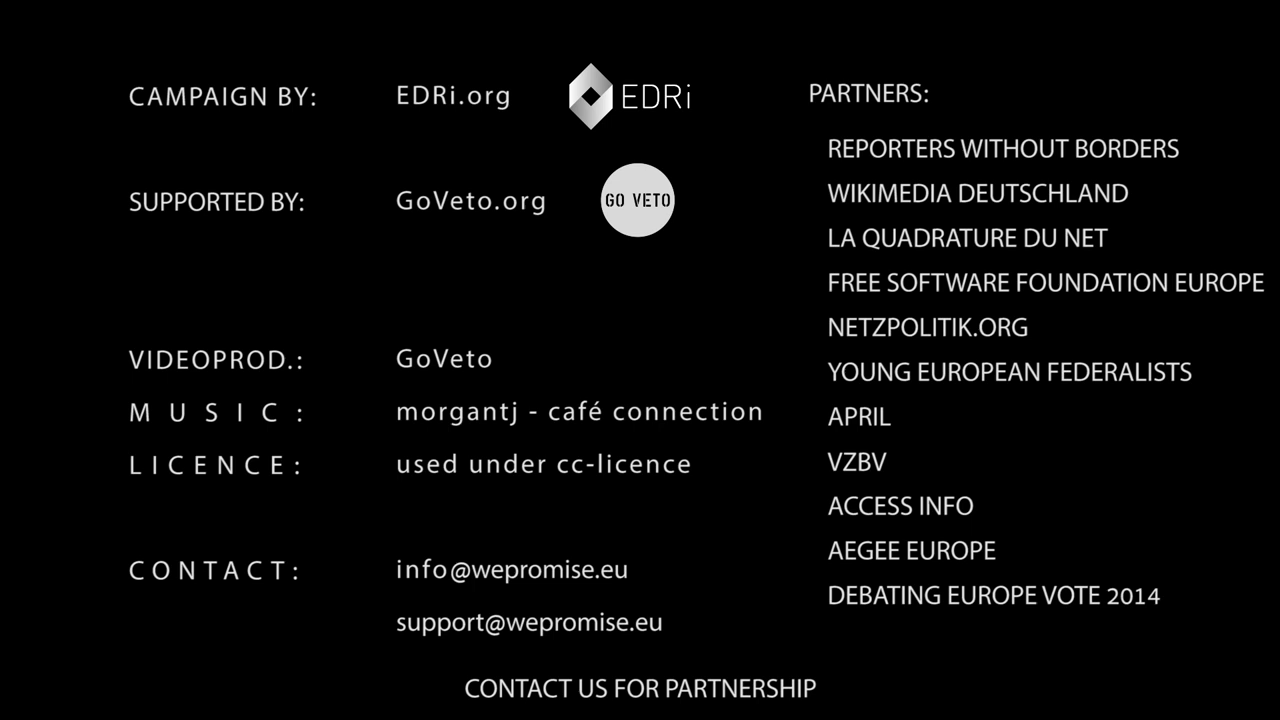 CAMPAIGN BY: EDRi.org EDRi
SUPPORTED BY: GoVeto.org GO VETO
VIDEOPROD.: GoVeto
MUSIC: morgantj - café connection
LICENCE: used under cc-licence
CONTACT: info@wepromise.eu
support@wepromise.eu
PARTNERS:
REPORTERS WITHOUT BORDERS
WIKIMEDIA DEUTSCHLAND
LA QUADRATURE DU NET
FREE SOFTWARE FOUNDATION EUROPE
NETZPOLITIK.ORG
YOUNG EUROPEAN FEDERALISTS
APRIL
VZBV
ACCESS INFO
AEGEE EUROPE
DEBATING EUROPE VOTE 2014
CONTACT US FOR PARTNERSHIP